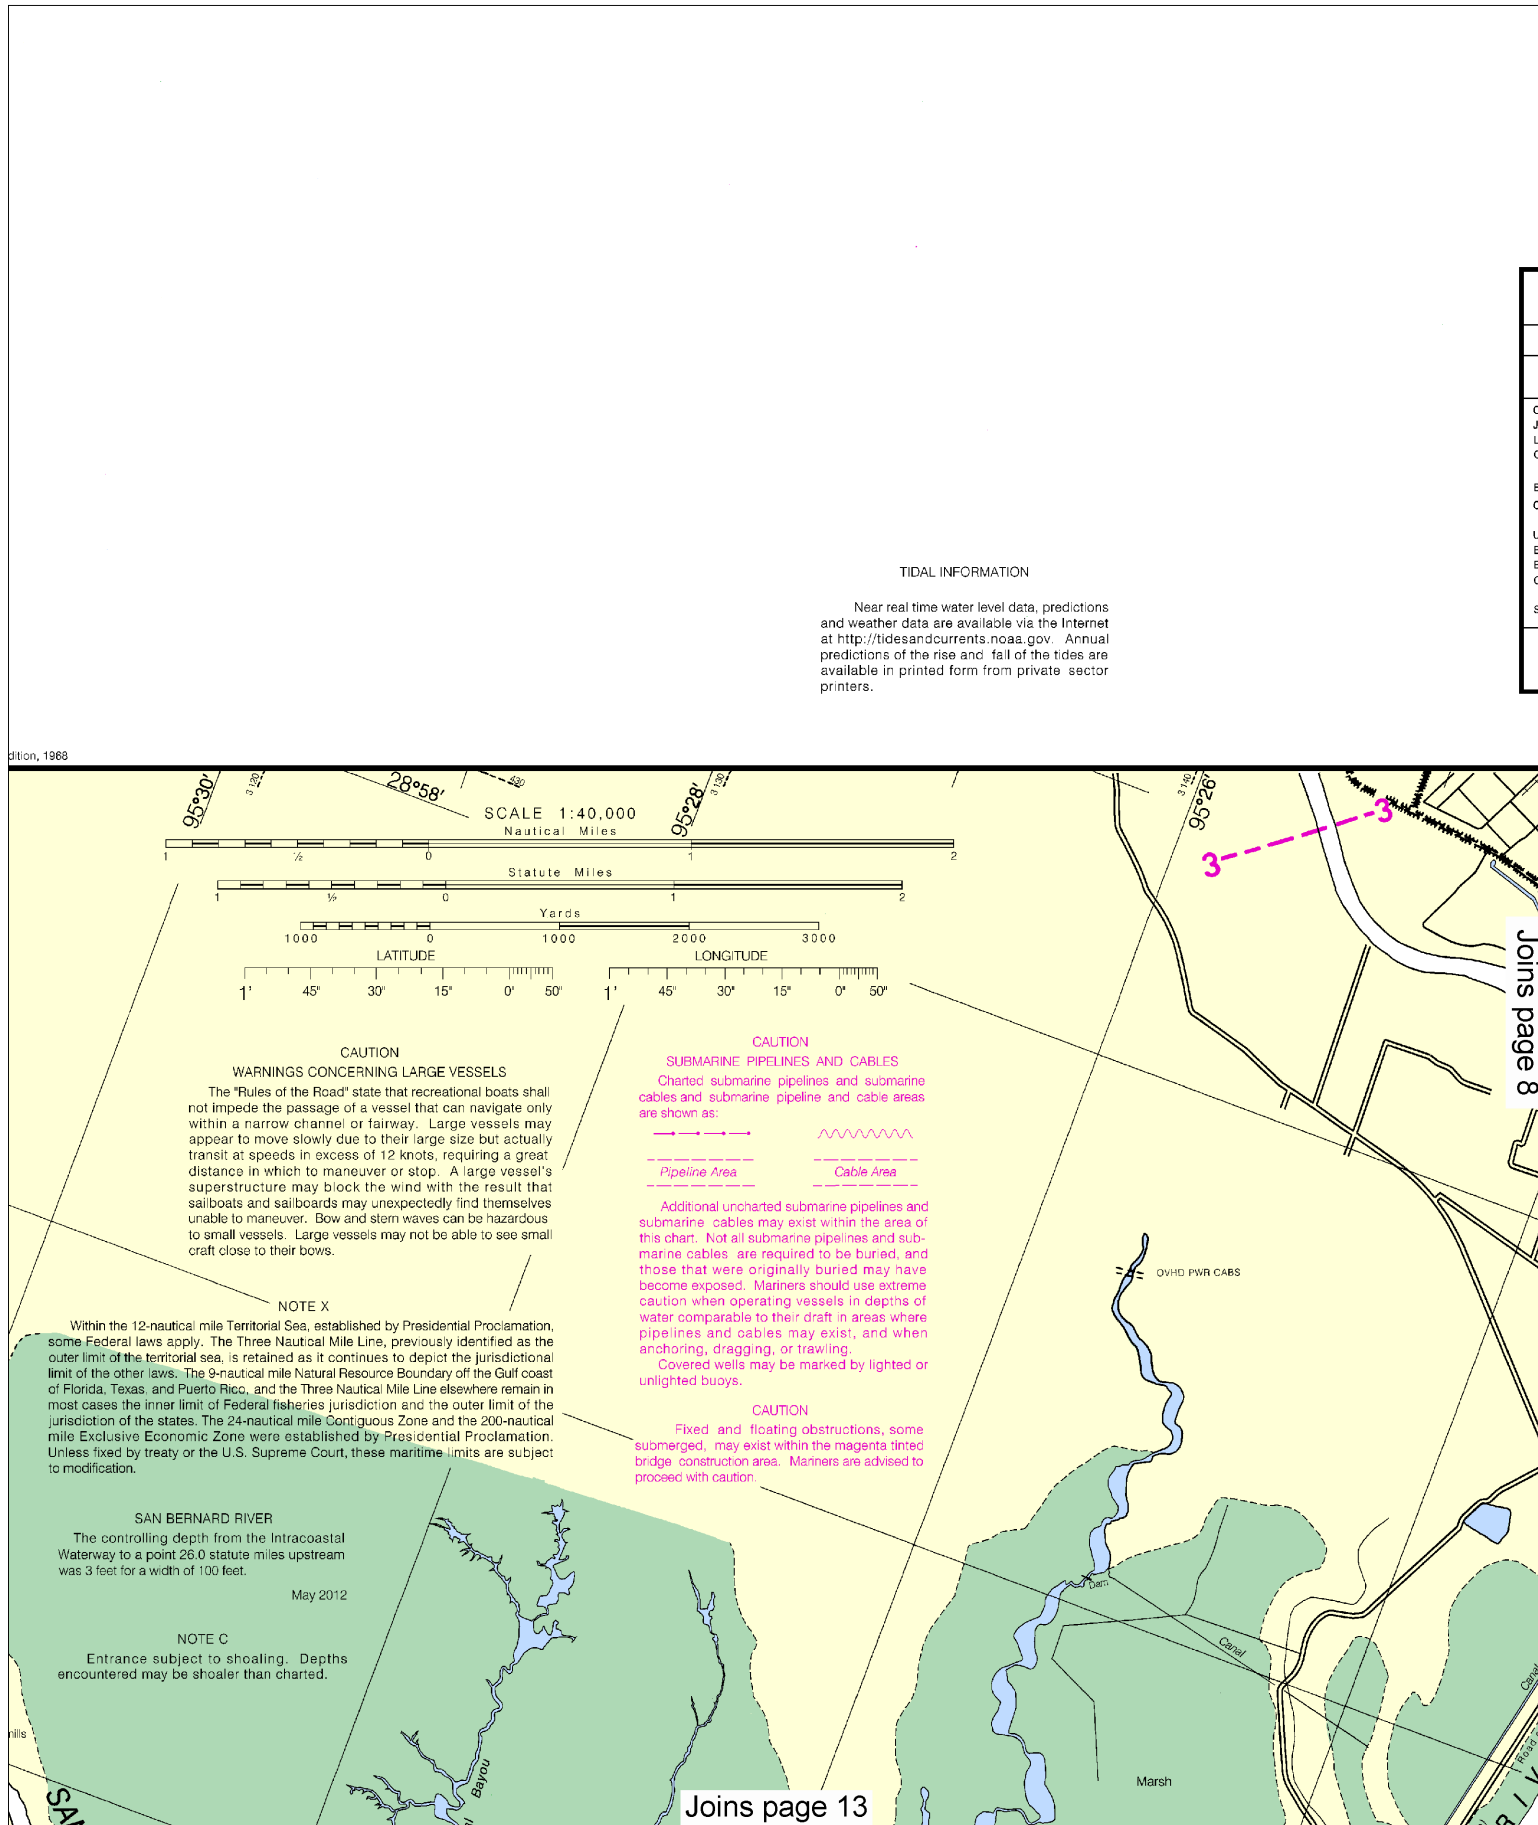 TIDAL INFORMATION
Near real time water level data, predictions
and weather data are available via the Internet
at http://tidesandcurrents.noaa.gov. Annual
predictions of the rise and fall of the tides are
available in printed form from private sector
printers.
dition, 1968
95°30'
3 120
28°58'
430
95°28'
3 130
3 140
95°26'
SCALE 1:40,000
Nautical Miles
1 ½ 0 1 2
Statute Miles
1 ½ 0 1 2
Yards
1000 0 1000 2000 3000
LATITUDE
1' 45" 30" 15" 0' 50"
LONGITUDE
1' 45" 30" 15" 0" 50"
3
3
Joins page 8
CAUTION
WARNINGS CONCERNING LARGE VESSELS
The "Rules of the Road" state that recreational boats shall
not impede the passage of a vessel that can navigate only
within a narrow channel or fairway. Large vessels may
appear to move slowly due to their large size but actually
transit at speeds in excess of 12 knots, requiring a great
distance in which to maneuver or stop. A large vessel's
superstructure may block the wind with the result that
sailboats and sailboards may unexpectedly find themselves
unable to maneuver. Bow and stern waves can be hazardous
to small vessels. Large vessels may not be able to see small
craft close to their bows.
NOTE X
Within the 12-nautical mile Territorial Sea, established by Presidential Proclamation,
some Federal laws apply. The Three Nautical Mile Line, previously identified as the
outer limit of the territorial sea, is retained as it continues to depict the jurisdictional
limit of the other laws. The 9-nautical mile Natural Resource Boundary off the Gulf coast
of Florida, Texas, and Puerto Rico, and the Three Nautical Mile Line elsewhere remain in
most cases the inner limit of Federal fisheries jurisdiction and the outer limit of the
jurisdiction of the states. The 24-nautical mile Contiguous Zone and the 200-nautical
mile Exclusive Economic Zone were established by Presidential Proclamation.
Unless fixed by treaty or the U.S. Supreme Court, these maritime limits are subject
to modification.
SAN BERNARD RIVER
The controlling depth from the Intracoastal
Waterway to a point 26.0 statute miles upstream
was 3 feet for a width of 100 feet.
May 2012
NOTE C
Entrance subject to shoaling. Depths
encountered may be shoaler than charted.
CAUTION
SUBMARINE PIPELINES AND CABLES
Charted submarine pipelines and submarine
cables and submarine pipeline and cable areas
are shown as:
Pipeline Area
Cable Area
Additional uncharted submarine pipelines and
submarine cables may exist within the area of
this chart. Not all submarine pipelines and sub-
marine cables are required to be buried, and
those that were originally buried may have
become exposed. Mariners should use extreme
caution when operating vessels in depths of
water comparable to their draft in areas where
pipelines and cables may exist, and when
anchoring, dragging, or trawling.
Covered wells may be marked by lighted or
unlighted buoys.
CAUTION
Fixed and floating obstructions, some
submerged, may exist within the magenta tinted
bridge construction area. Mariners are advised to
proceed with caution.
OVHD PWR CABS
Dam
Canal
Canal
Road
Marsh
Bayou
nills
SAN
R I V
Joins page 13